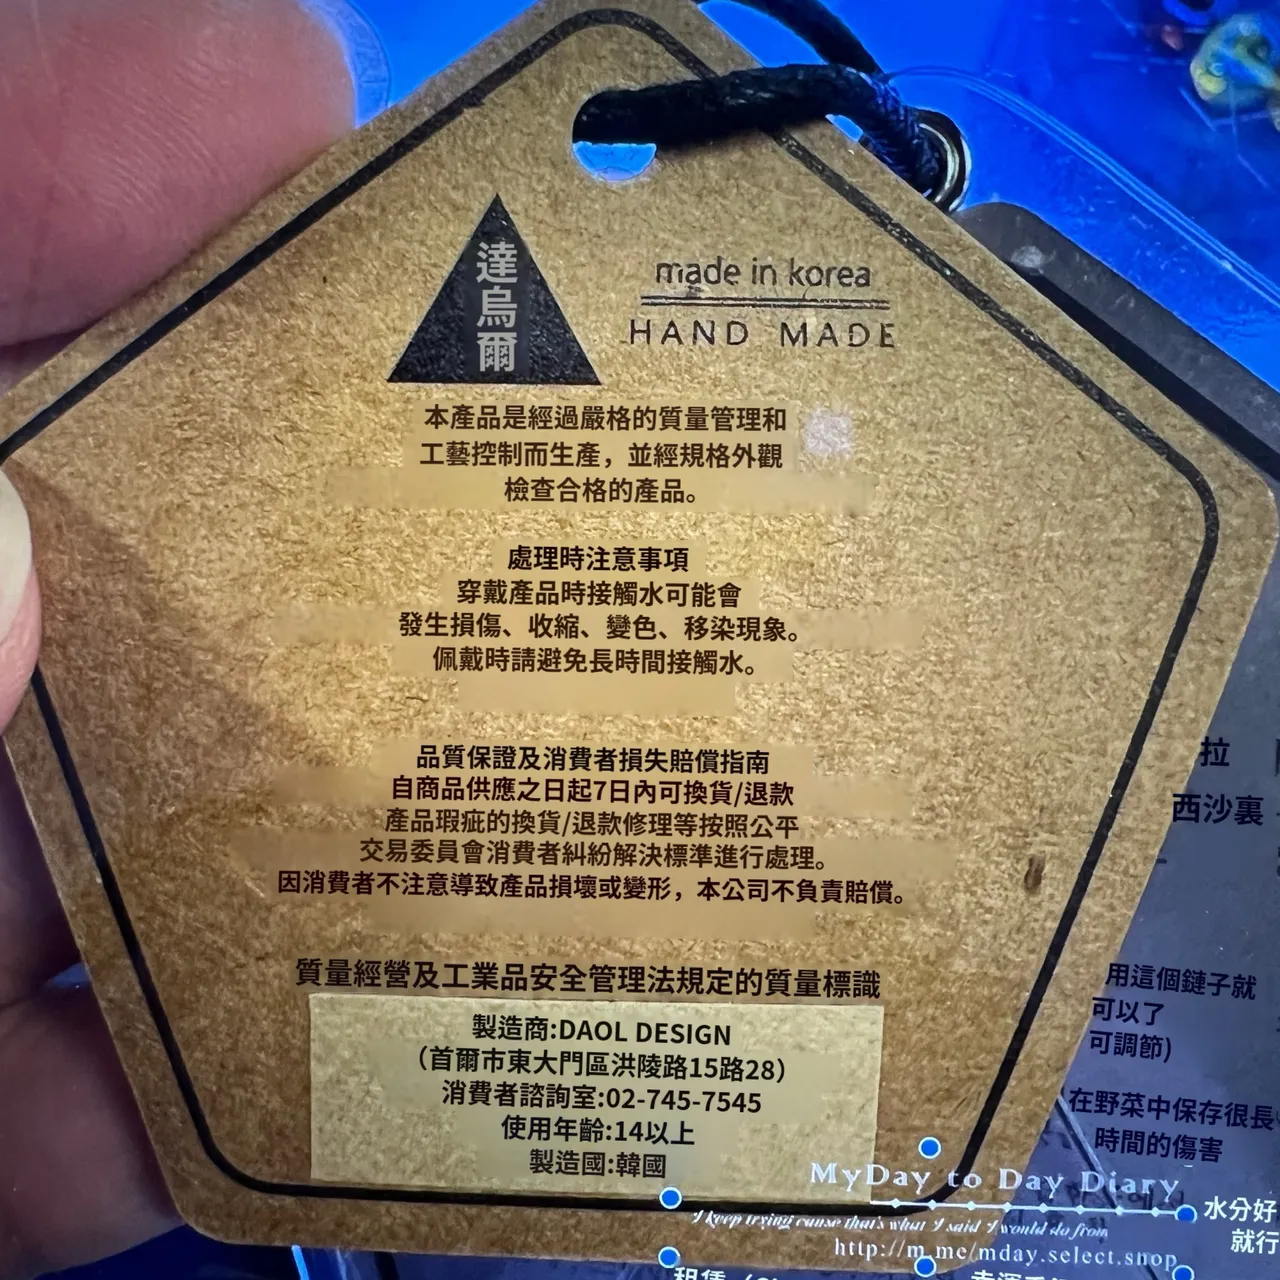 達烏爾
made in korea
HAND MADE
本產品是經過嚴格的質量管理和
工藝控制而生產，並經規格外觀
檢查合格的產品。
處理時注意事項
穿戴產品時接觸水可能會
發生損傷、收縮、變色、移染現象。
佩戴時請避免長時間接觸水。
品質保證及消費者損失賠償指南
自商品供應之日起7日內可換貨/退款
產品瑕疵的換貨/退款修理等按照公平
交易委員會消費者糾紛解決標準進行處理。
因消費者不注意導致產品損壞或變形，本公司不負責賠償。
質量經營及工業品安全管理法規定的質量標識
製造商:DAOL DESIGN
（首爾市東大門區洪陵路15路28）
消費者諮詢室:02-745-7545
使用年齡:14以上
製造國:韓國
拉
西沙裏
用這個鏈子就
可以了
可調節)
在野菜中保存很長
時間的傷害
MyDay to Day Diary
I keep trying cause that's what I said I would do from
http://m.me/mday.select.shop
水分好
就行
租賃